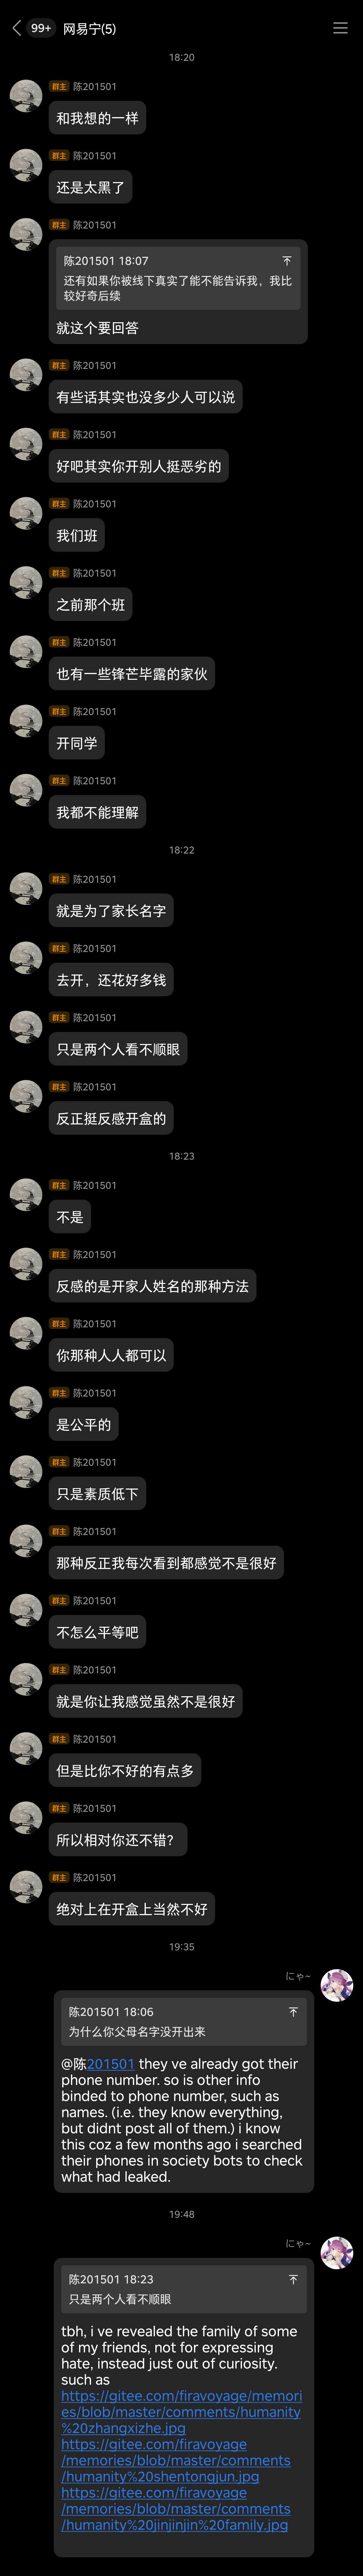 99+ 网易宁(5)
18:20
群主 陈201501
和我想的一样
群主 陈201501
还是太黑了
群主 陈201501
陈201501 18:07
还有如果你被线下真实了能不能告诉我，我比
较好奇后续
就这个要回答
群主 陈201501
有些话其实也没多少人可以说
群主 陈201501
好吧其实你开别人挺恶劣的
群主 陈201501
我们班
群主 陈201501
之前那个班
群主 陈201501
也有一些锋芒毕露的家伙
群主 陈201501
开同学
群主 陈201501
我都不能理解
18:22
群主 陈201501
就是为了家长名字
群主 陈201501
去开，还花好多钱
群主 陈201501
只是两个人看不顺眼
群主 陈201501
反正挺反感开盒的
18:23
群主 陈201501
不是
群主 陈201501
反感的是开家人姓名的那种方法
群主 陈201501
你那种人人都可以
群主 陈201501
是公平的
群主 陈201501
只是素质低下
群主 陈201501
那种反正我每次看到都感觉不是很好
群主 陈201501
不怎么平等吧
群主 陈201501
就是你让我感觉虽然不是很好
群主 陈201501
但是比你不好的有点多
群主 陈201501
所以相对你还不错？
群主 陈201501
绝对上在开盒上当然不好
19:35
にゃ~
陈201501 18:06
为什么你父母名字没开出来
@陈201501 they ve already got their
phone number. so is other info
binded to phone number, such as
names. (i.e. they know everything,
but didnt post all of them.) i know
this coz a few months ago i searched
their phones in society bots to check
what had leaked.
19:48
にゃ~
陈201501 18:23
只是两个人看不顺眼
tbh, i ve revealed the family of some
of my friends, not for expressing
hate, instead just out of curiosity.
such as
https://gitee.com/firavoyage/memori
es/blob/master/comments/humanity
%20zhangxizhe.jpg
https://gitee.com/firavoyage
/memories/blob/master/comments
/humanity%20shentongjun.jpg
https://gitee.com/firavoyage
/memories/blob/master/comments
/humanity%20jinjinjin%20family.jpg